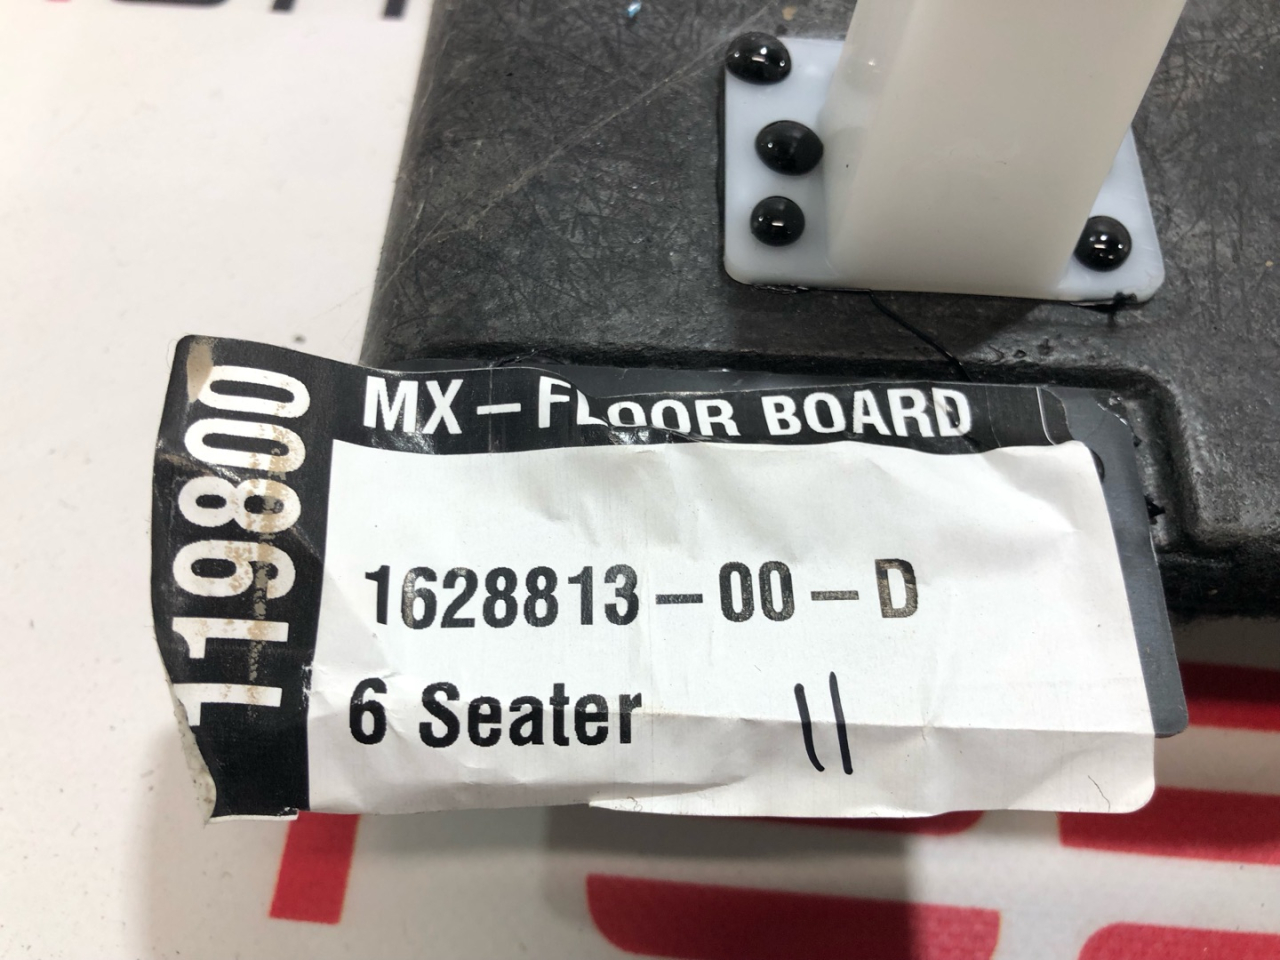 MX-FLOOR BOARD
119800
1628813-00-D
6 Seater 11